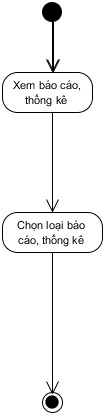 Xem báo cáo,
thống kê
Chọn loại báo
cáo, thống kê